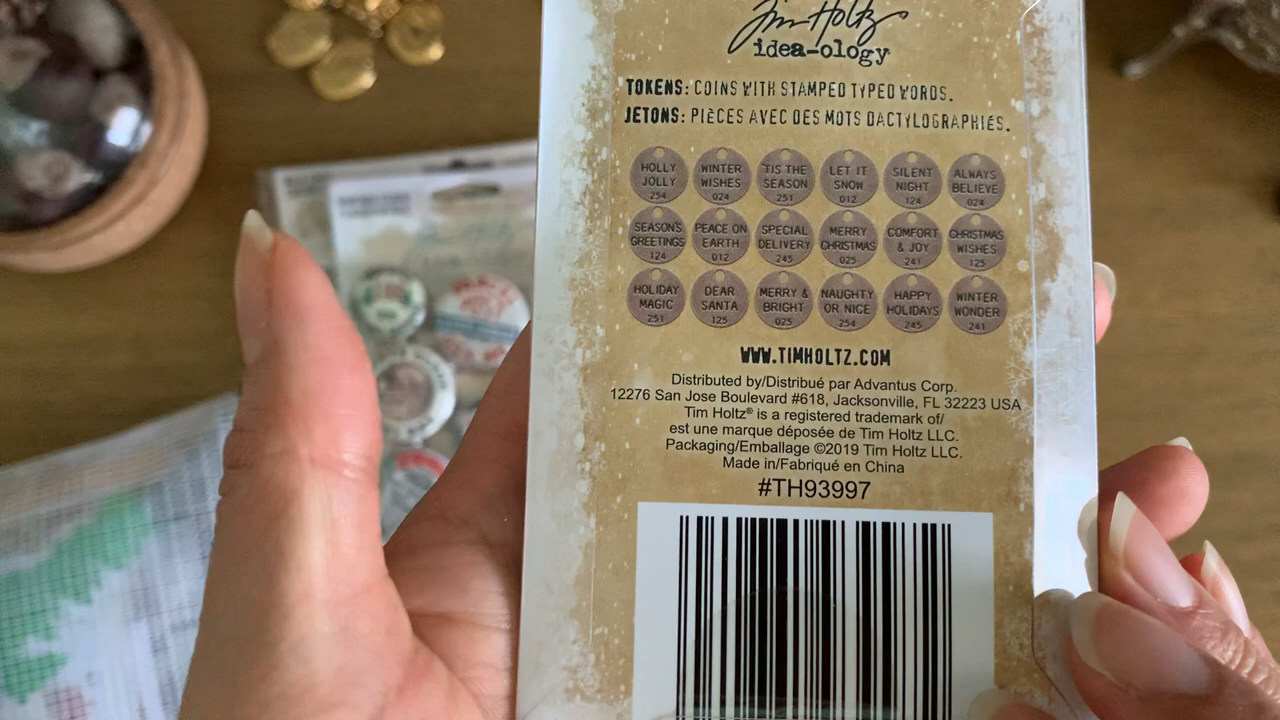 Tim Holtz
idea-ology
TOKENS: COINS WITH STAMPED TYPED WORDS.
JETONS: PIÈCES AVEC DES MOTS DACTYLOGRAPHIÉS.
HOLLY JOLLY 254
WINTER WISHES 024
'TIS THE SEASON 251
LET IT SNOW 012
SILENT NIGHT 124
ALWAYS BELIEVE 024
SEASON'S GREETINGS 124
PEACE ON EARTH 012
SPECIAL DELIVERY 245
MERRY CHRISTMAS 025
COMFORT & JOY 241
CHRISTMAS WISHES 125
HOLIDAY MAGIC 251
DEAR SANTA 125
MERRY & BRIGHT 025
NAUGHTY OR NICE 254
HAPPY HOLIDAYS 245
WINTER WONDER 241
WWW.TIMHOLTZ.COM
Distributed by/Distribué par Advantus Corp.
12276 San Jose Boulevard #618, Jacksonville, FL 32223 USA
Tim Holtz® is a registered trademark of/
est une marque déposée de Tim Holtz LLC.
Packaging/Emballage ©2019 Tim Holtz LLC.
Made in/Fabriqué en China
#TH93997